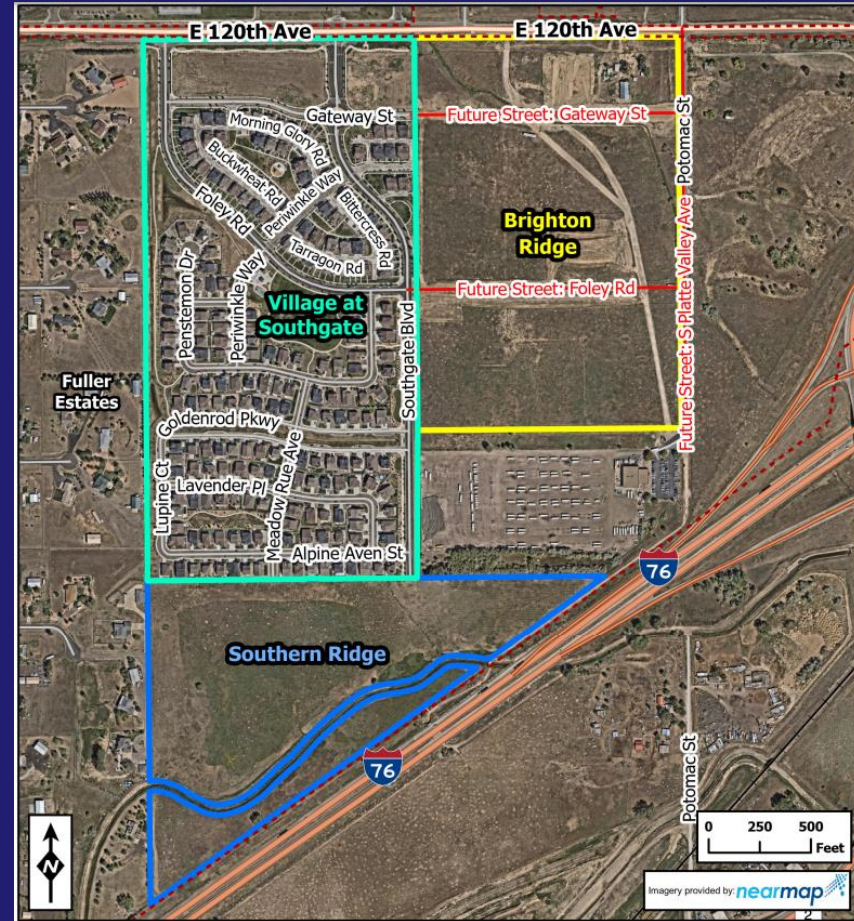 E 120th Ave
E 120th Ave
Gateway St
Future Street: Gateway St
Potomac St
Morning Glory Rd
Buckwheat Rd
Periwinkle Way
Bittercress Rd
Foley Rd
Tarragon Rd
Brighton
Ridge
Penstemon Dr
Periwinkle Way
Village at
Southgate
Southgate Blvd
Future Street: Foley Rd
Future Street: S Platte Valley Ave
Fuller
Estates
Goldenrod Pkwy
Lupine Ct
Lavender Pl
Meadow Rue Ave
Alpine Aven St
76
Southern Ridge
76
Potomac St
0 250 500
Feet
N
Imagery provided by: nearmap
2